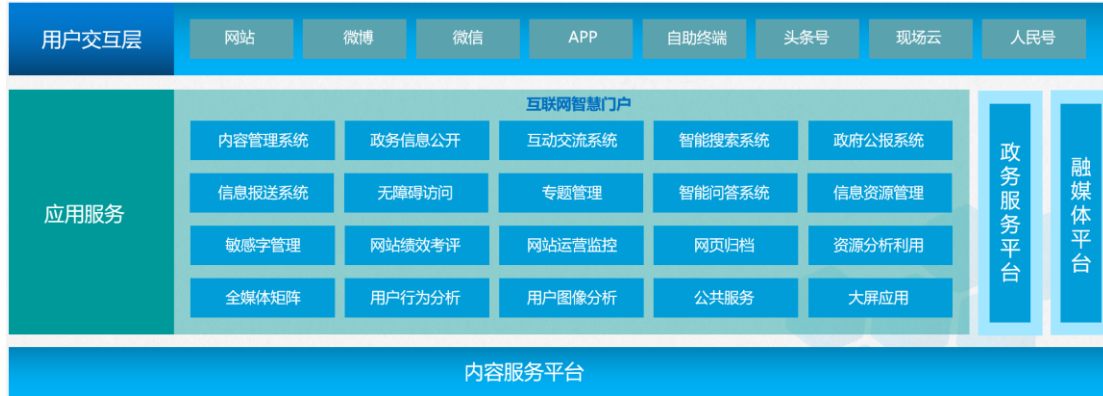 用户交互层
网站
微博
微信
APP
自助终端
头条号
现场云
人民号
应用服务
互联网智慧门户
内容管理系统
政务信息公开
互动交流系统
智能搜索系统
政府公报系统
信息报送系统
无障碍访问
专题管理
智能问答系统
信息资源管理
敏感字管理
网站绩效考评
网站运营监控
网页归档
资源分析利用
全媒体矩阵
用户行为分析
用户图像分析
公共服务
大屏应用
政务服务平台
融媒体平台
内容服务平台